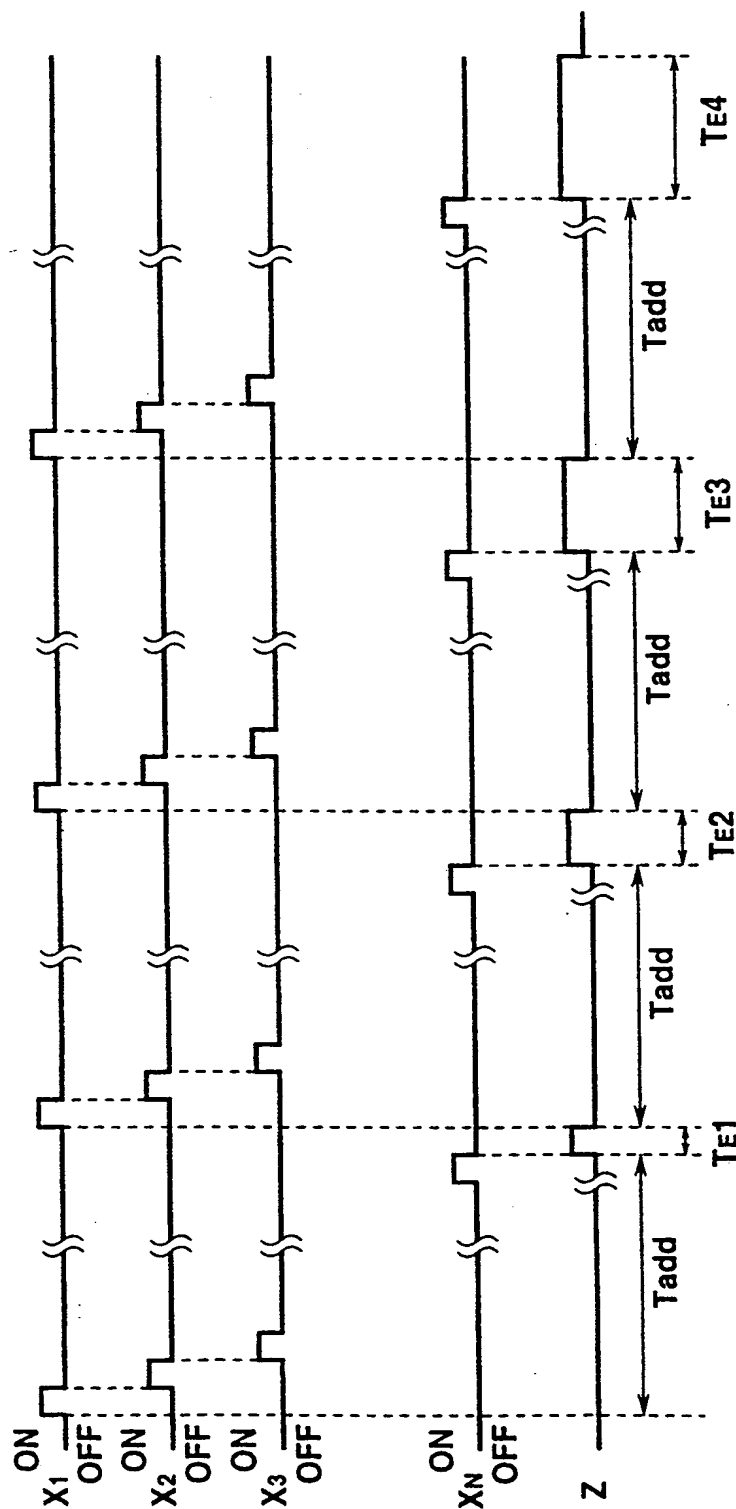 ON
X1
OFF
ON
X2
OFF
ON
X3
OFF
ON
XN
OFF
Z
Tadd
TE1
Tadd
TE2
Tadd
TE3
Tadd
TE4